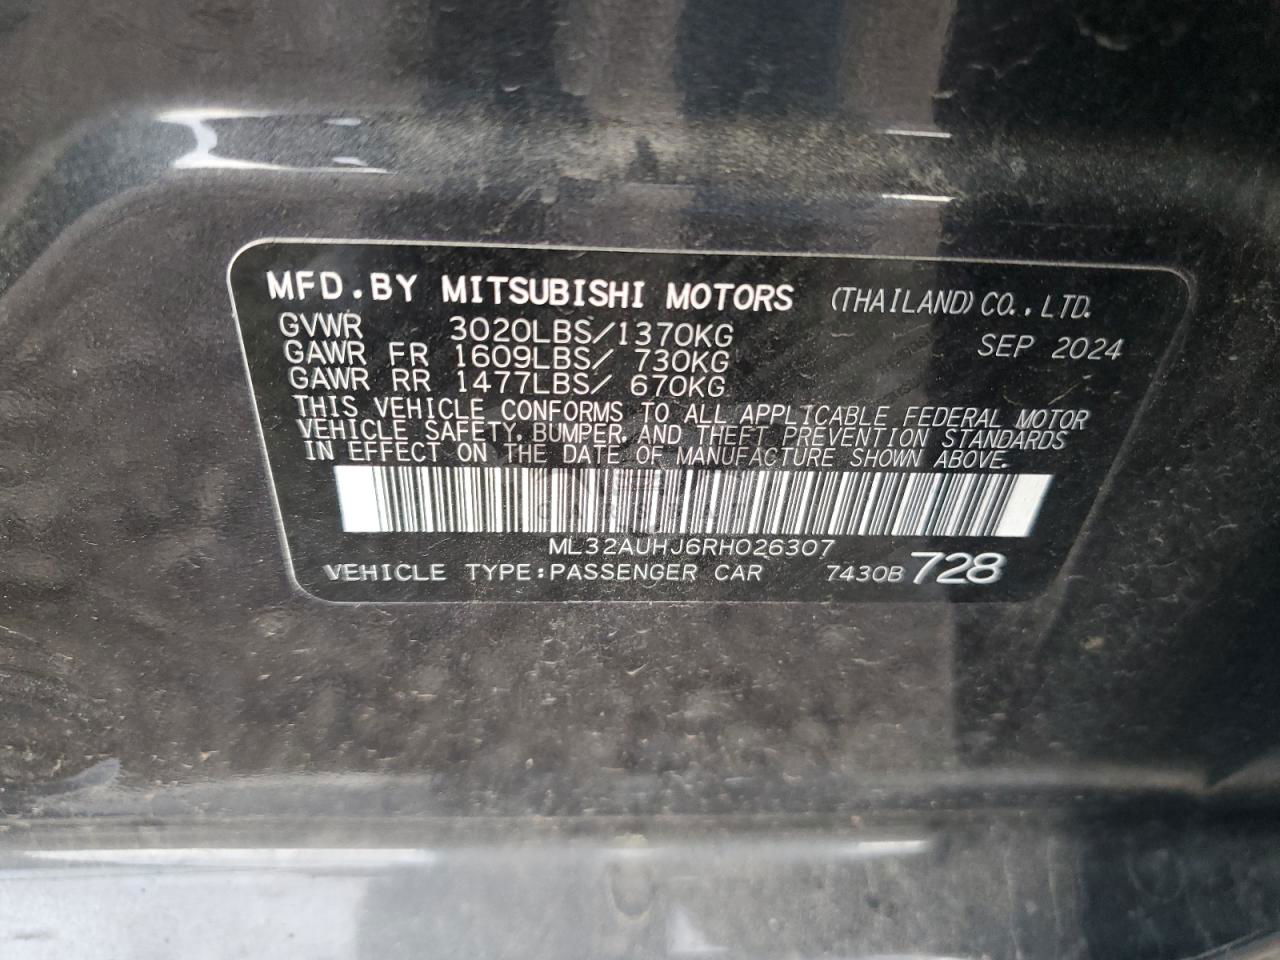 MFD.BY MITSUBISHI MOTORS (THAILAND)CO.,LTD.
GVWR 3020LBS/1370KG SEP 2024
GAWR FR 1609LBS/ 730KG
GAWR RR 1477LBS/ 670KG
THIS VEHICLE CONFORMS TO ALL APPLICABLE FEDERAL MOTOR
VEHICLE SAFETY, BUMPER, AND THEFT PREVENTION STANDARDS
IN EFFECT ON THE DATE OF MANUFACTURE SHOWN ABOVE.
ML32AUHJ6RH026307
VEHICLE TYPE:PASSENGER CAR 7430B 728